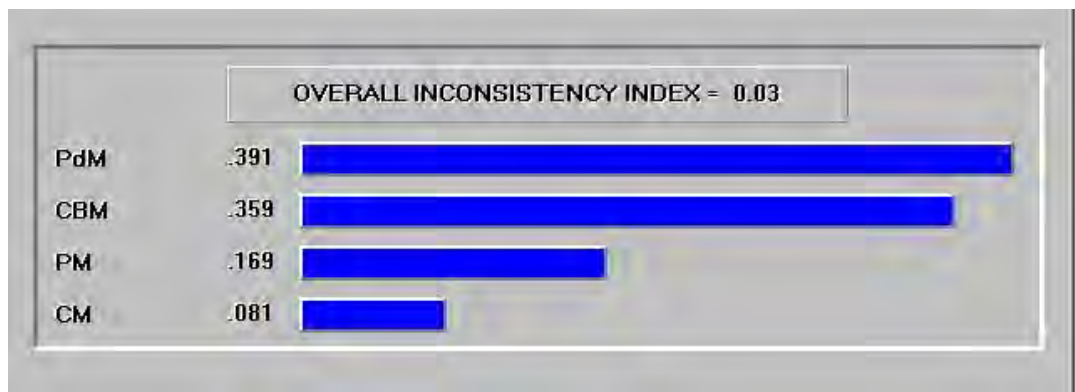 OVERALL INCONSISTENCY INDEX = 0.03
PdM .391
CBM .359
PM .169
CM .081